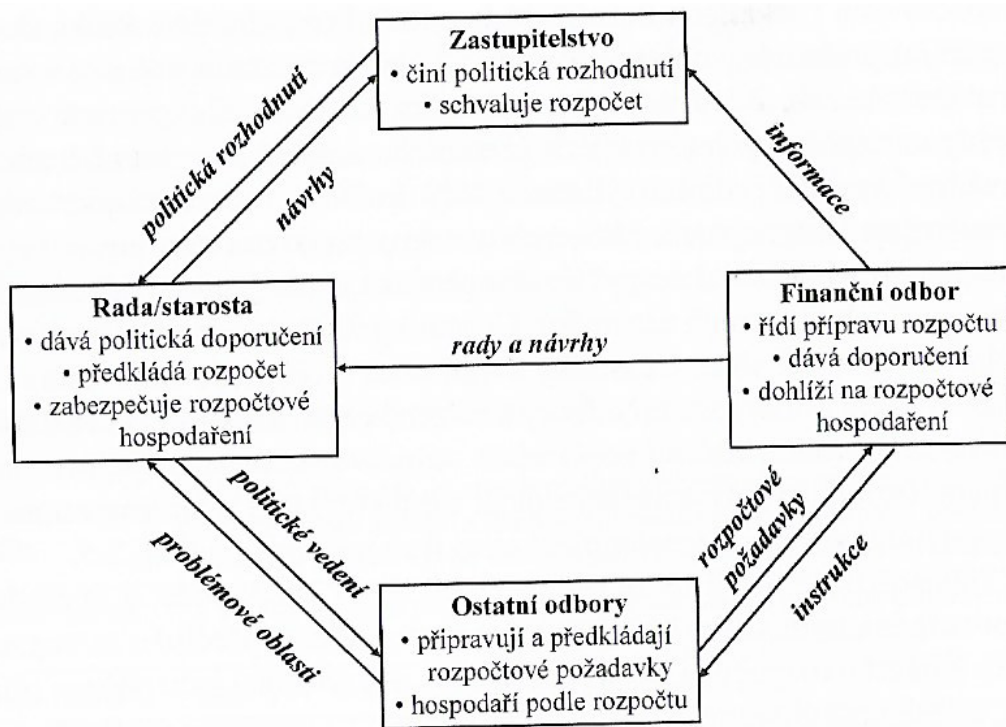 Zastupitelstvo
• činí politická rozhodnutí
• schvaluje rozpočet
politická rozhodnutí
návrhy
informace
Rada/starosta
• dává politická doporučení
• předkládá rozpočet
• zabezpečuje rozpočtové
hospodaření
rady a návrhy
Finanční odbor
• řídí přípravu rozpočtu
• dává doporučení
• dohlíží na rozpočtové
hospodaření
politické vedení
problémové oblasti
rozpočtové
požadavky
instrukce
Ostatní odbory
• připravují a předkládají
rozpočtové požadavky
• hospodaří podle rozpočtu